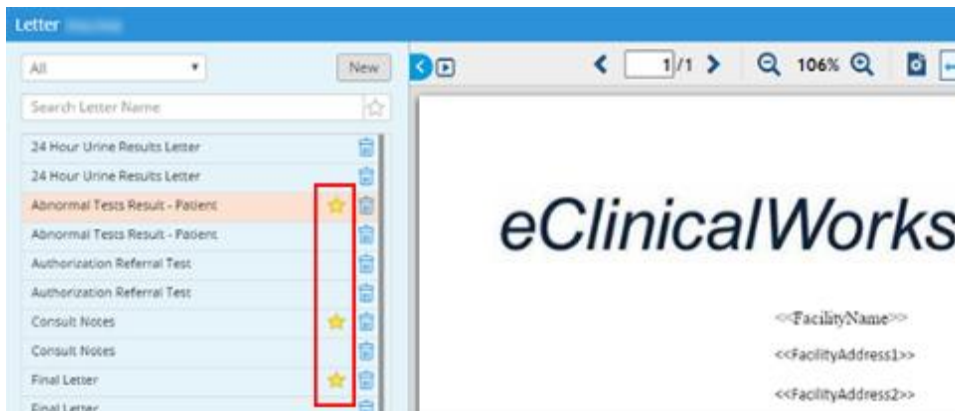 Letter
All
New
1/1
106%
Search Letter Name
24 Hour Urine Results Letter
24 Hour Urine Results Letter
Abnormal Tests Result - Patient
Abnormal Tests Result - Patient
Authorization Referral Test
Authorization Referral Test
Consult Notes
Consult Notes
Final Letter
Final Letter
eClinicalWorks
<<FacilityName>>
<<FacilityAddress1>>
<<FacilityAddress2>>